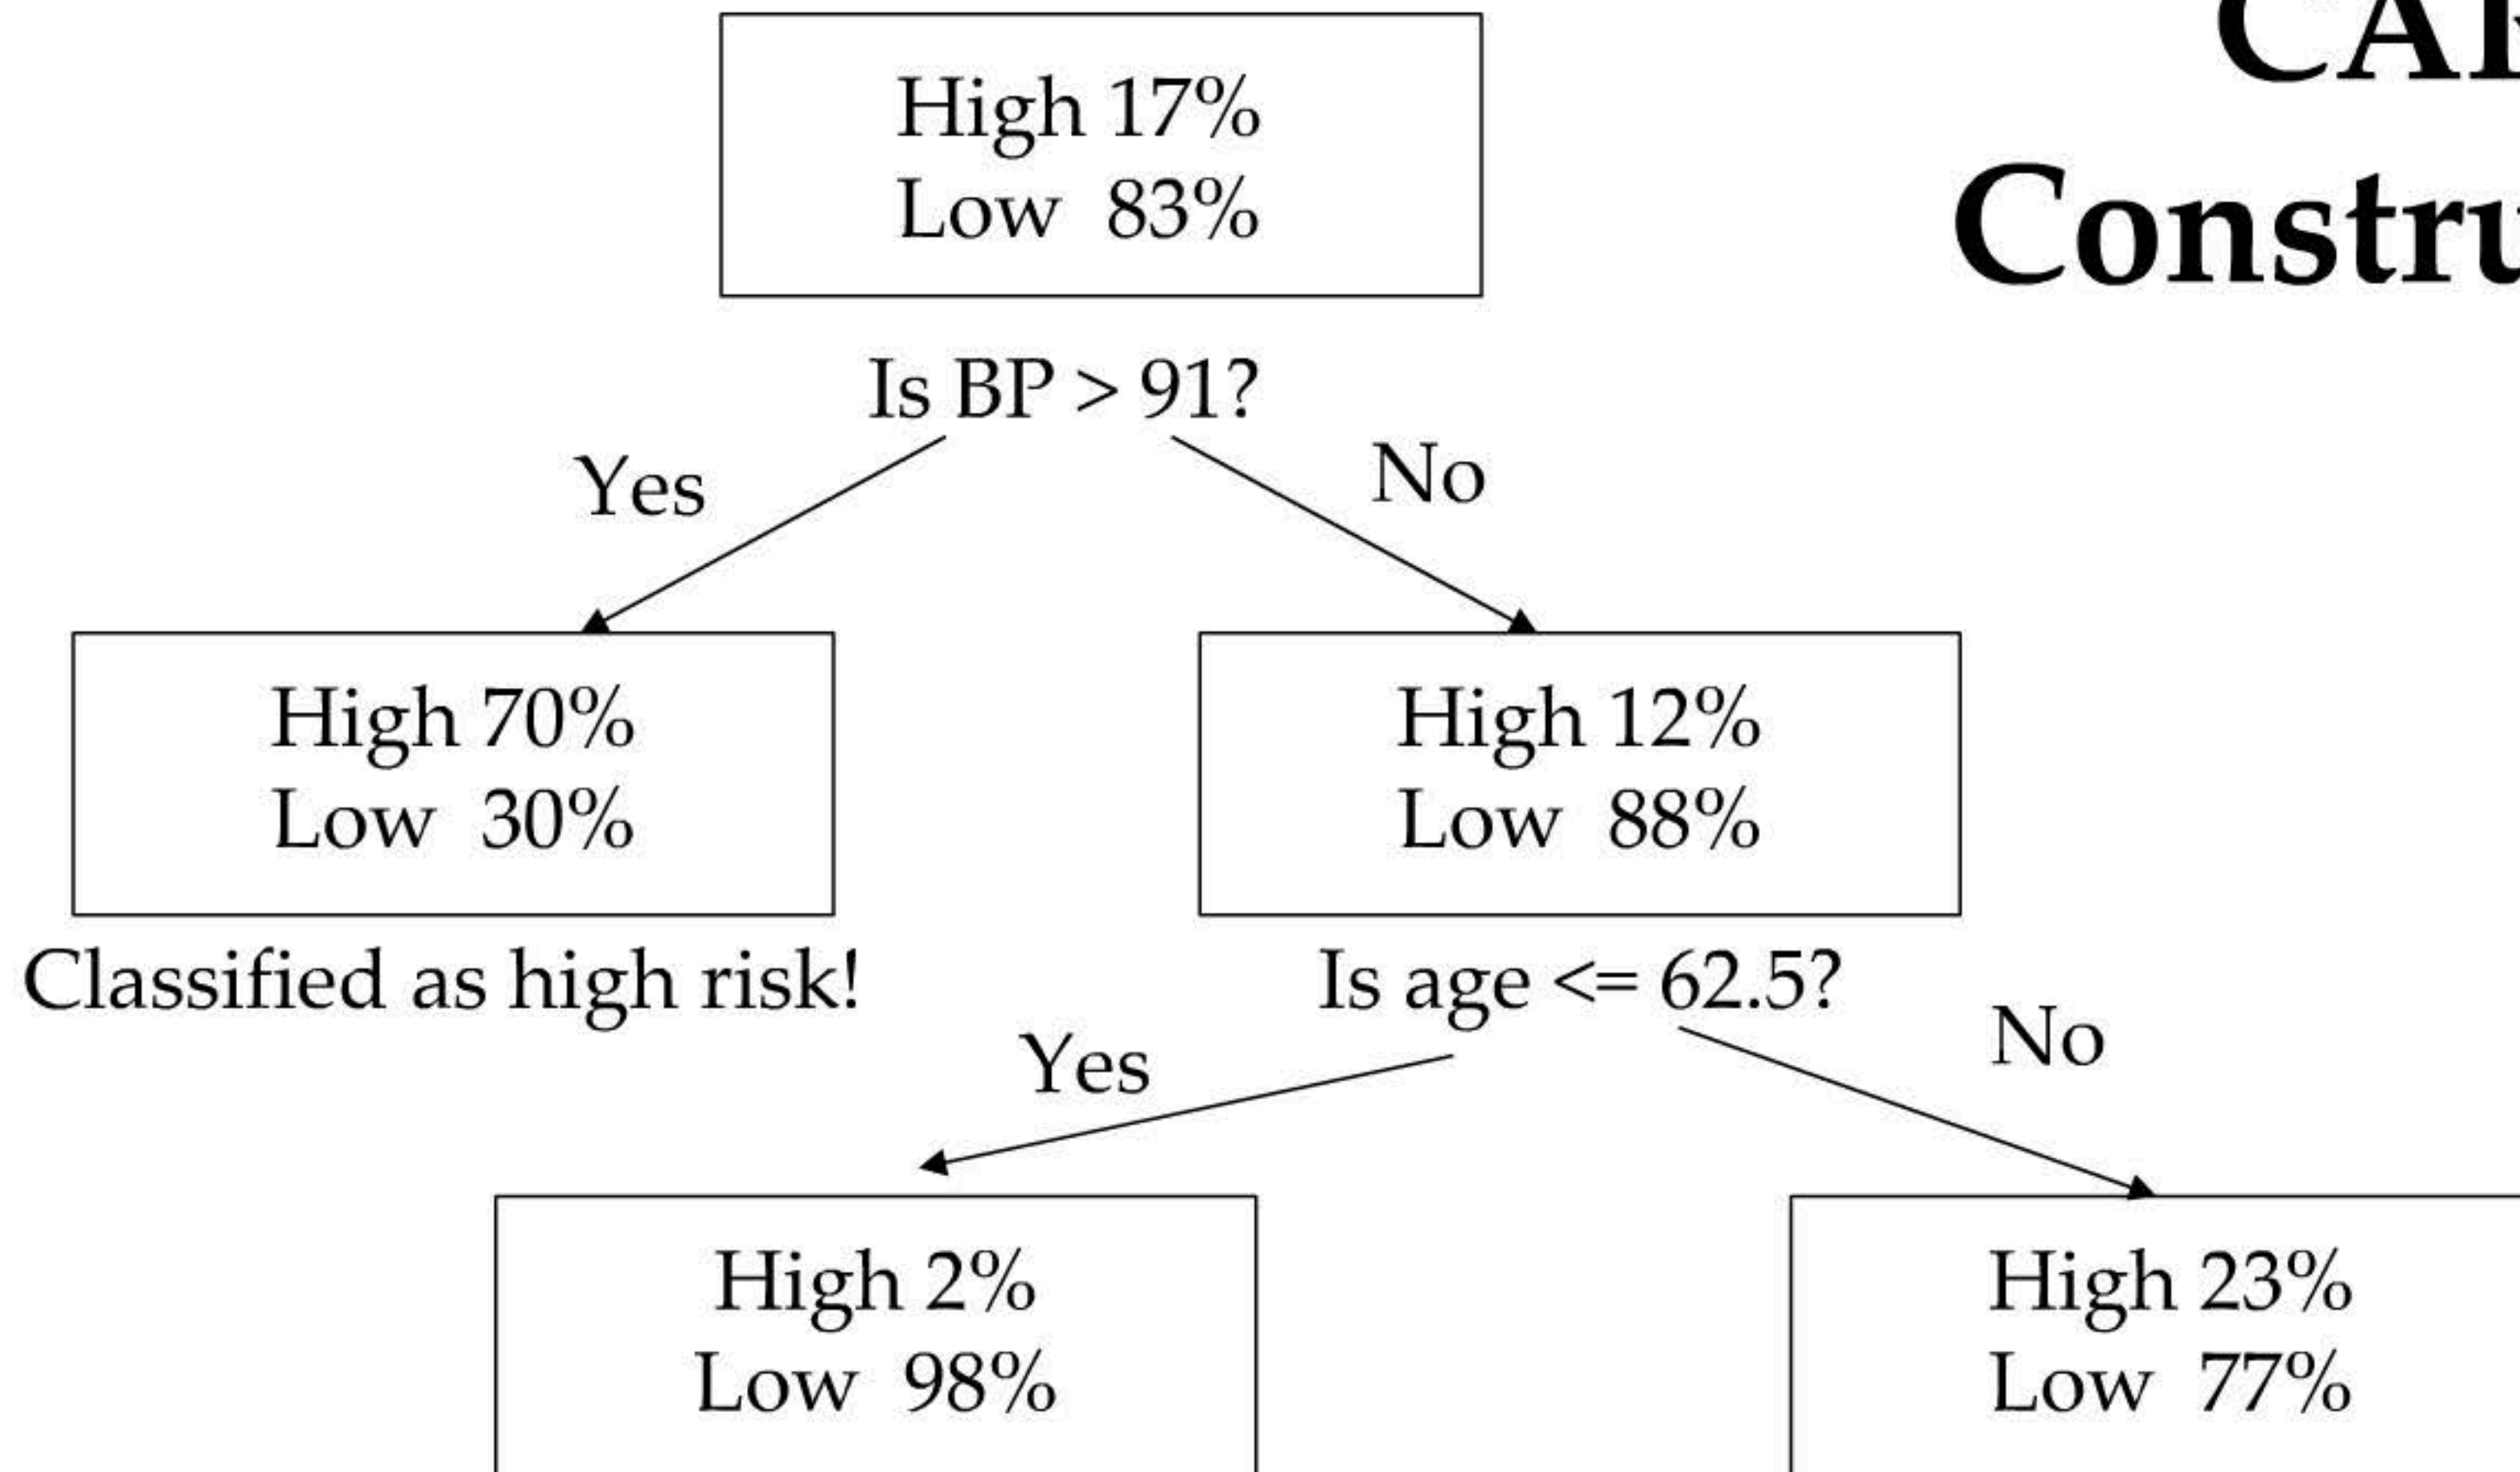 High 17%
Low 83%
Is BP > 91?
Yes
No
High 70%
Low 30%
High 12%
Low 88%
Classified as high risk!
Is age <= 62.5?
Yes
No
High 2%
Low 98%
High 23%
Low 77%